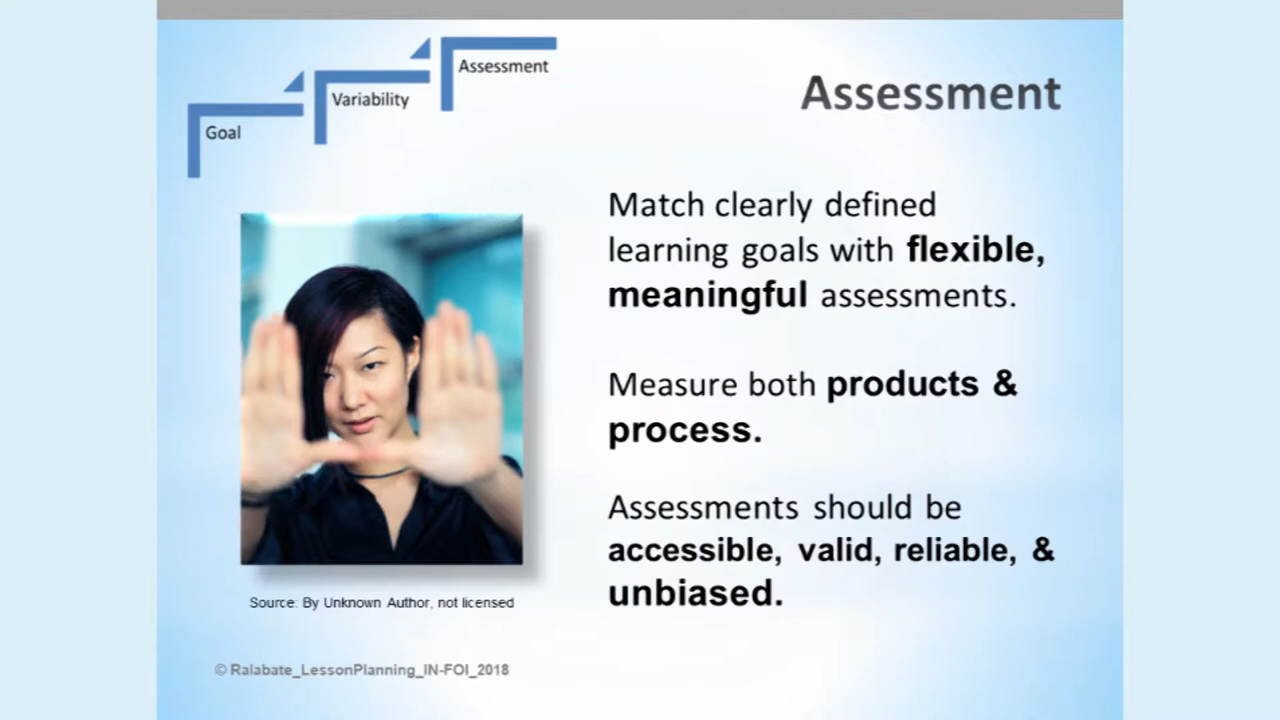 Assessment
Variability
Goal
Assessment
Match clearly defined
learning goals with flexible,
meaningful assessments.
Measure both products &
process.
Assessments should be
accessible, valid, reliable, &
unbiased.
Source: By Unknown Author, not licensed
© Ralabate_LessonPlanning_IN-FOI_2018